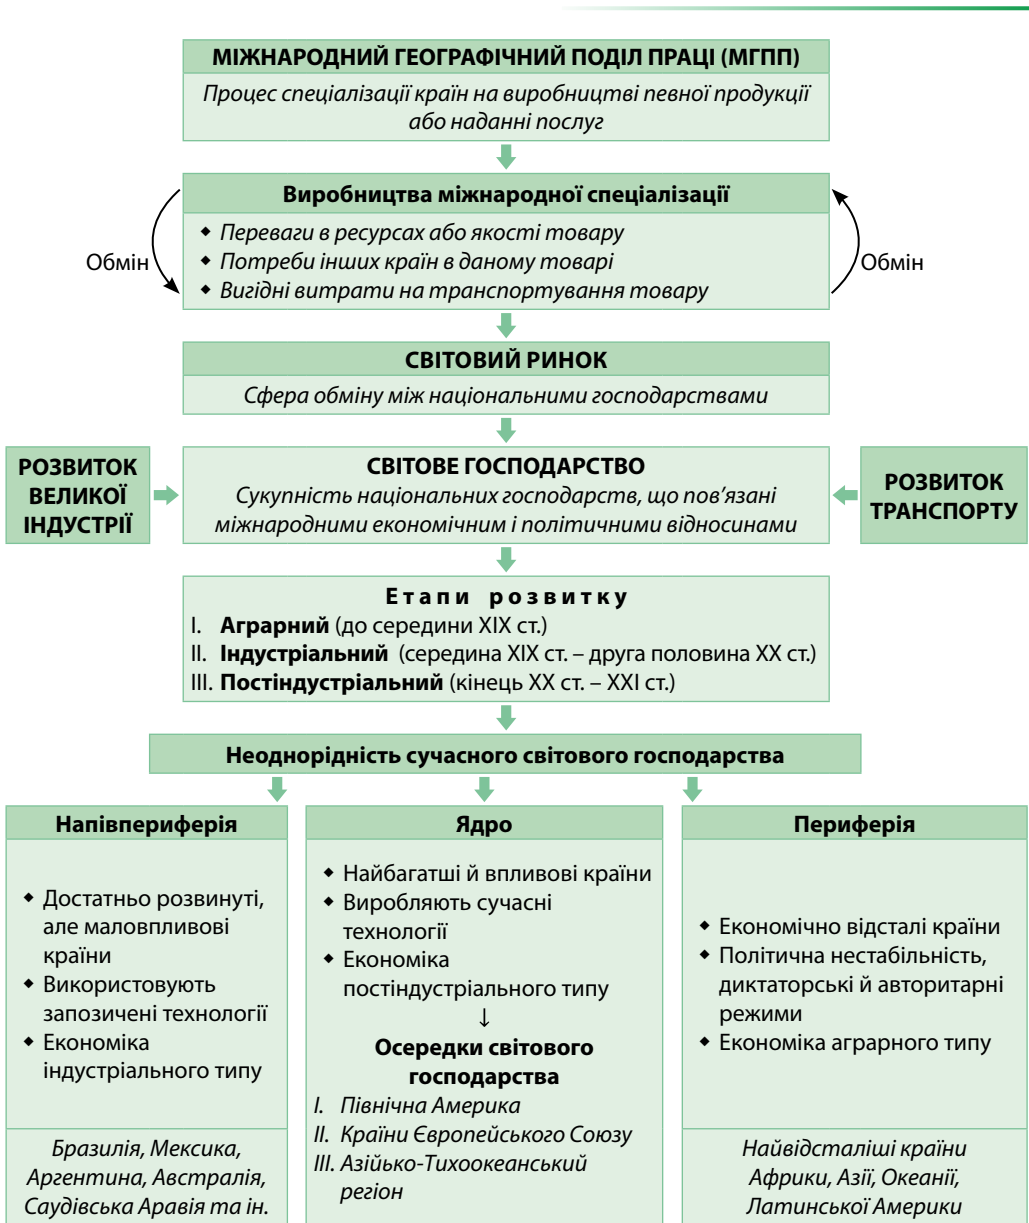 МІЖНАРОДНИЙ ГЕОГРАФІЧНИЙ ПОДІЛ ПРАЦІ (МГПП)
Процес спеціалізації країн на виробництві певної продукції
або наданні послуг
Виробництва міжнародної спеціалізації
◆ Переваги в ресурсах або якості товару
◆ Потреби інших країн в даному товарі
◆ Вигідні витрати на транспортування товару
Обмін
Обмін
СВІТОВИЙ РИНОК
Сфера обміну між національними господарствами
РОЗВИТОК
ВЕЛИКОЇ
ІНДУСТРІЇ
СВІТОВЕ ГОСПОДАРСТВО
Сукупність національних господарств, що пов’язані
міжнародними економічним і політичними відносинами
РОЗВИТОК
ТРАНСПОРТУ
Етапи розвитку
I. Аграрний (до середини XIX ст.)
II. Індустріальний (середина XIX ст. – друга половина XX ст.)
III. Постіндустріальний (кінець XX ст. – XXI ст.)
Неоднорідність сучасного світового господарства
Напівпериферія
◆ Достатньо розвинуті,
але маловпливові
країни
◆ Використовують
запозичені технології
◆ Економіка
індустріального типу
Бразилія, Мексика,
Аргентина, Австралія,
Саудівська Аравія та ін.
Ядро
◆ Найбагатші й впливові країни
◆ Виробляють сучасні
технології
◆ Економіка
постіндустріального типу
↓
Осередки світового
господарства
I. Північна Америка
II. Країни Європейського Союзу
III. Азійько-Тихоокеанський
регіон
Периферія
◆ Економічно відсталі країни
◆ Політична нестабільність,
диктаторські й авторитарні
режими
◆ Економіка аграрного типу
Найвідсталіші країни
Африки, Азії, Океанії,
Латинської Америки